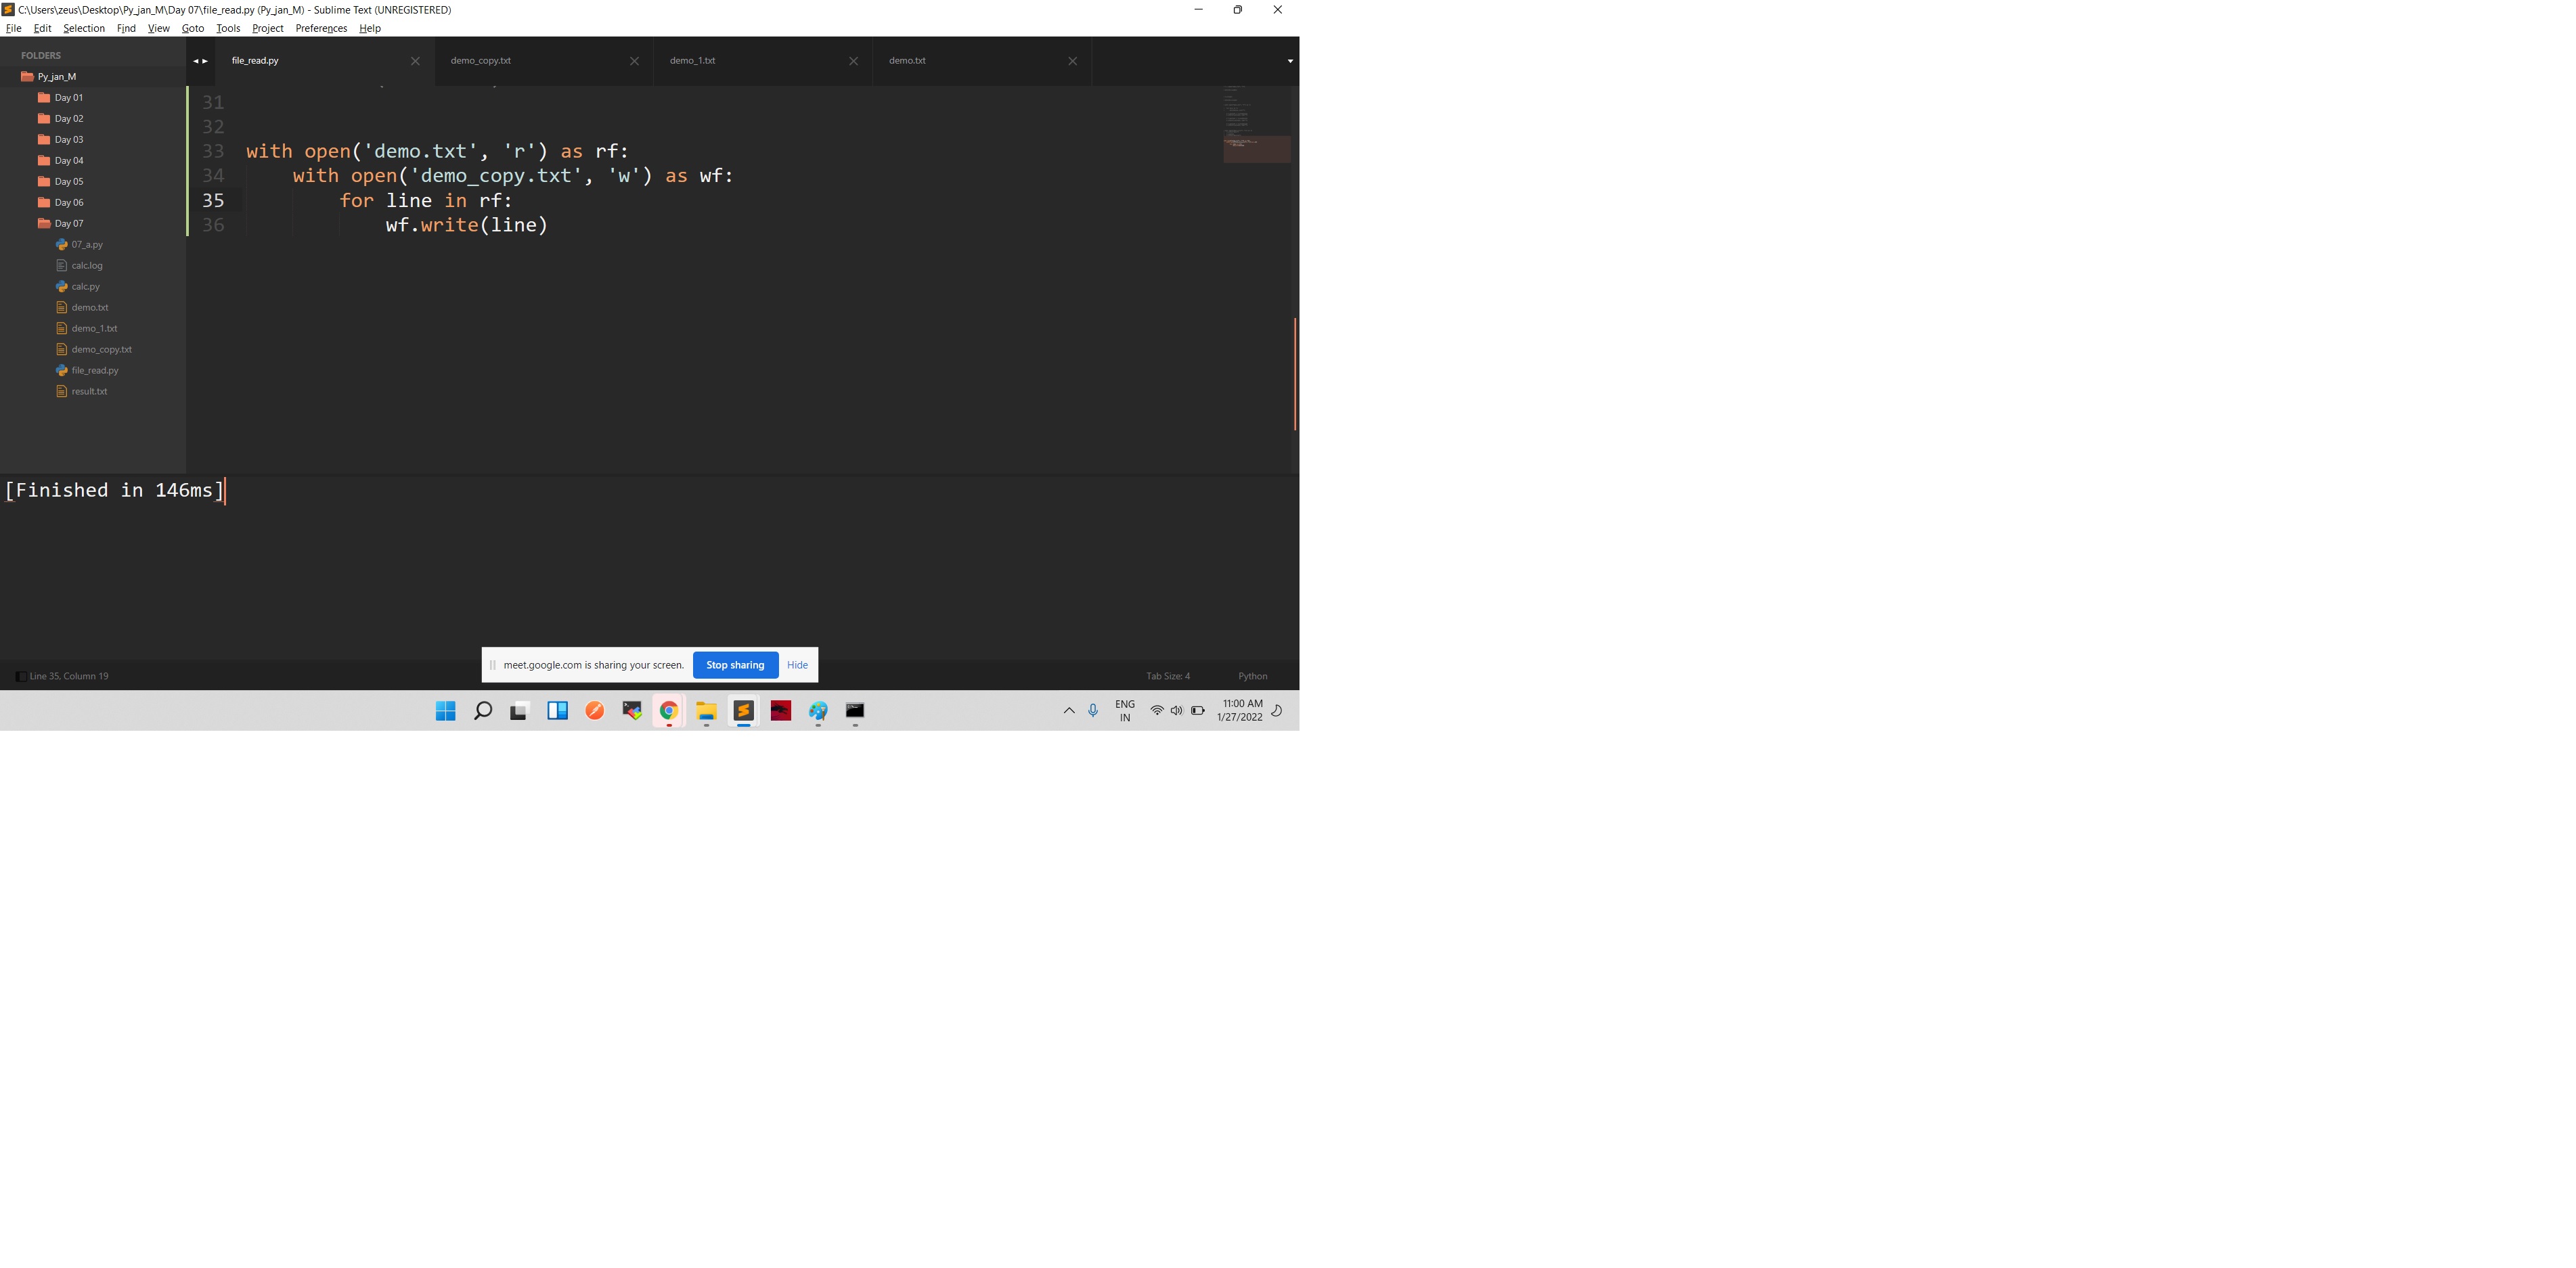 C:\Users\zeus\Desktop\Py_jan_M\Day 07\file_read.py (Py_jan_M) - Sublime Text (UNREGISTERED)
File Edit Selection Find View Goto Tools Project Preferences Help
FOLDERS
Py_jan_M
Day 01
Day 02
Day 03
Day 04
Day 05
Day 06
Day 07
07_a.py
calc.log
calc.py
demo.txt
demo_1.txt
demo_copy.txt
file_read.py
result.txt
file_read.py demo_copy.txt demo_1.txt demo.txt
31
32
33 with open('demo.txt', 'r') as rf:
34     with open('demo_copy.txt', 'w') as wf:
35         for line in rf:
36             wf.write(line)
[Finished in 146ms]
meet.google.com is sharing your screen. Stop sharing Hide
Line 35, Column 19 Tab Size: 4 Python
ENG
IN
11:00 AM
1/27/2022